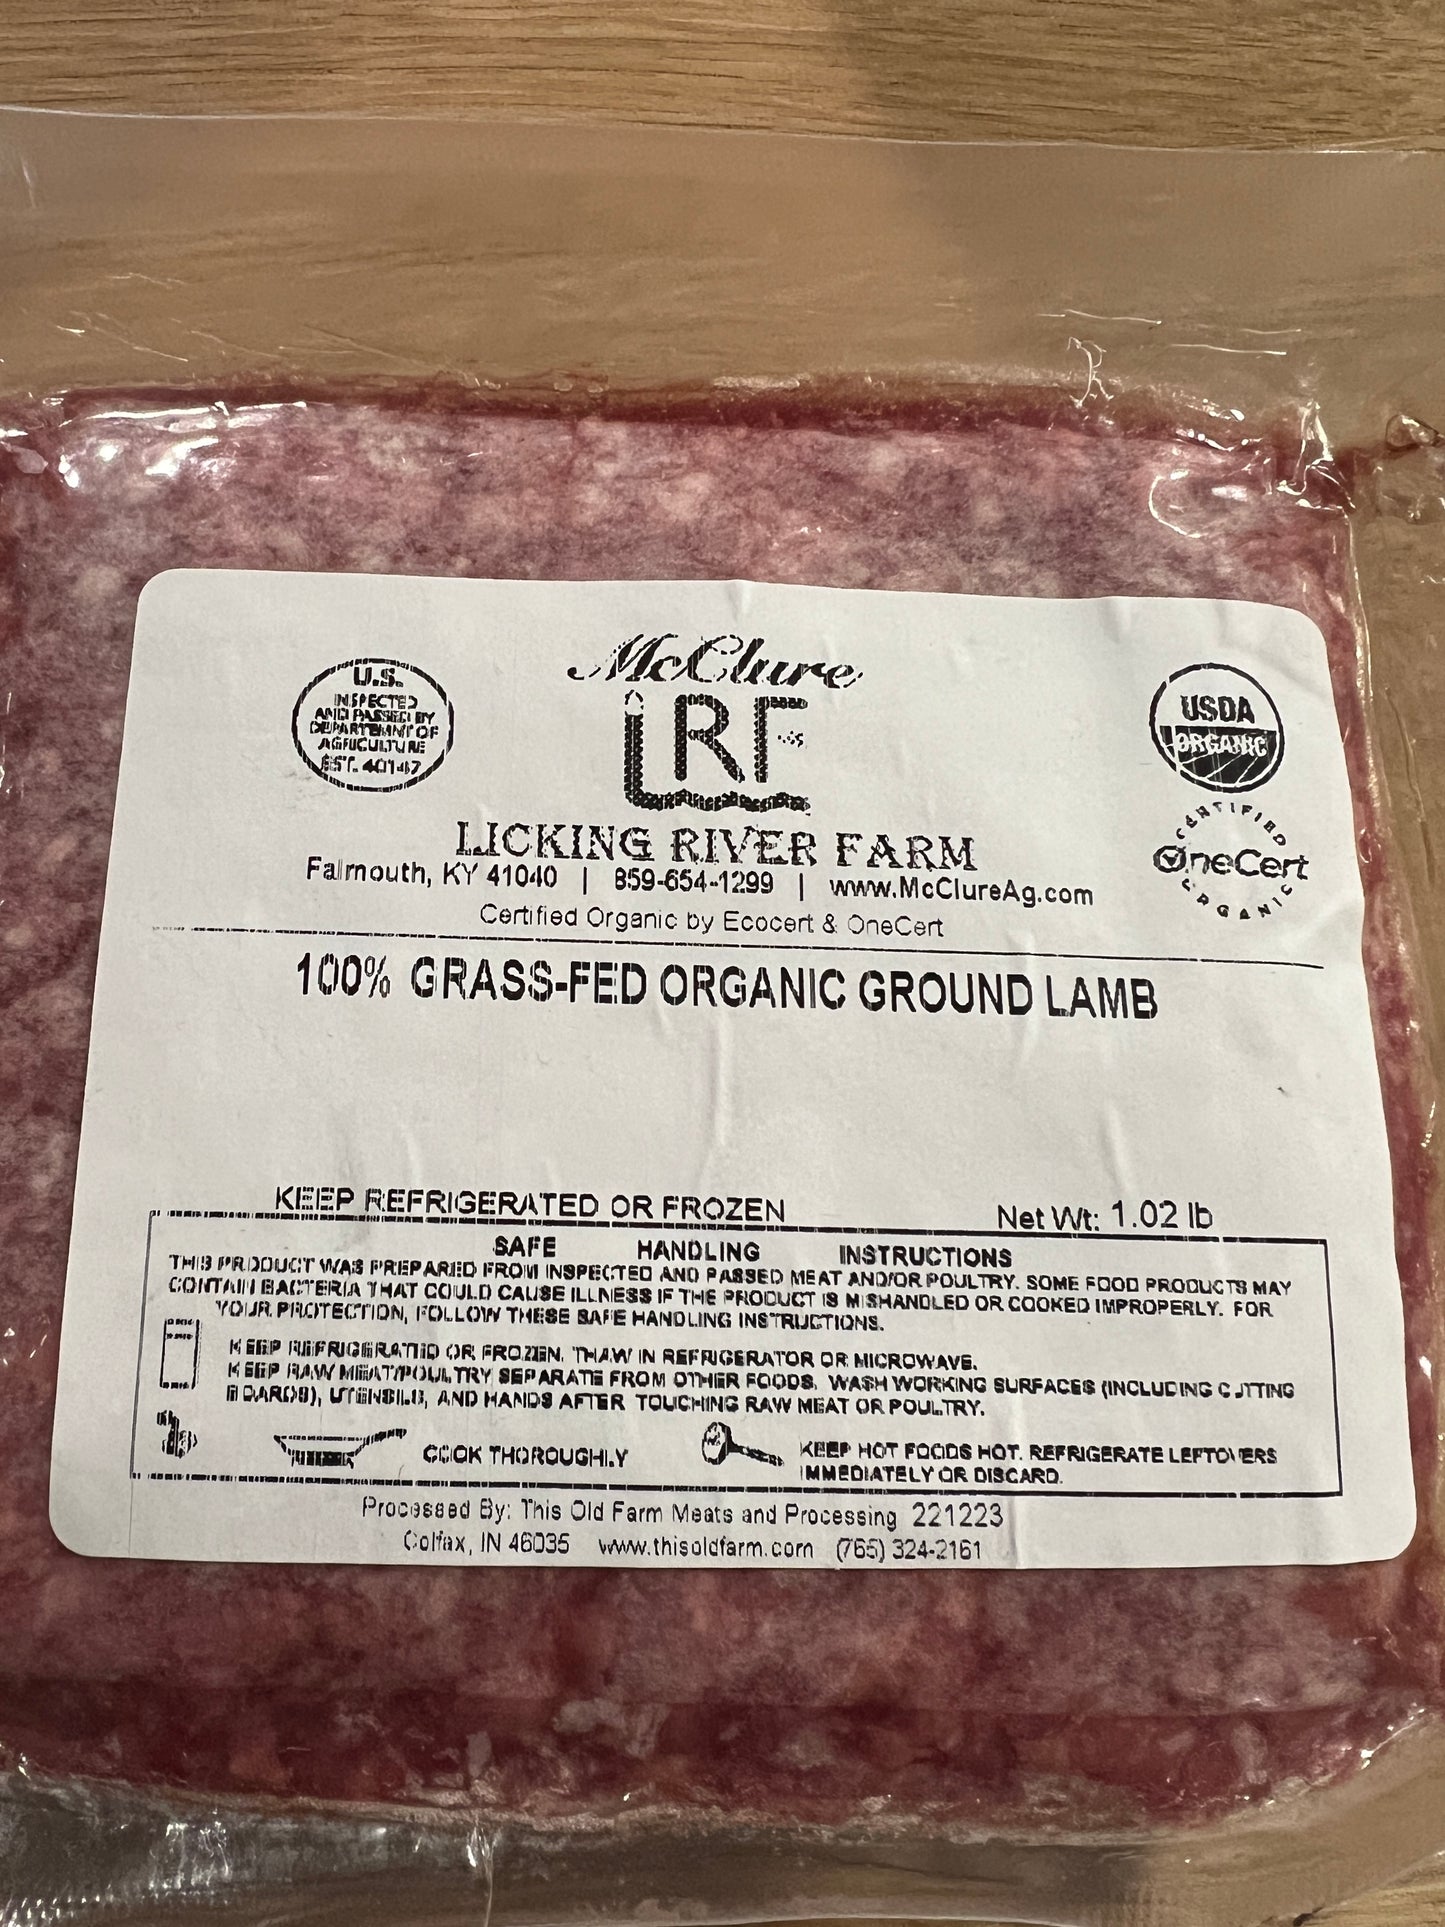 McClure
LRF
U.S.
INSPECTED
AND PASSED BY
DEPARTEMNT OF
AGRICULTURE
EST. 40147
USDA
ORGANIC
CERTIFIED
OneCert
ORGANIC
LICKING RIVER FARM
Falmouth, KY 41040 | 859-654-1299 | www.McClureAg.com
Certified Organic by Ecocert & OneCert
100% GRASS-FED ORGANIC GROUND LAMB
KEEP REFRIGERATED OR FROZEN Net Wt: 1.02 lb
SAFE HANDLING INSTRUCTIONS
THIS PRODUCT WAS PREPARED FROM INSPECTED AND PASSED MEAT AND/OR POULTRY. SOME FOOD PRODUCTS MAY
CONTAIN BACTERIA THAT COULD CAUSE ILLNESS IF THE PRODUCT IS MISHANDLED OR COOKED IMPROPERLY. FOR
YOUR PROTECTION, FOLLOW THESE SAFE HANDLING INSTRUCTIONS.
KEEP REFRIGERATED OR FROZEN. THAW IN REFRIGERATOR OR MICROWAVE.
KEEP RAW MEAT/POULTRY SEPARATE FROM OTHER FOODS. WASH WORKING SURFACES (INCLUDING CUTTING
BOARDS), UTENSILS, AND HANDS AFTER TOUCHING RAW MEAT OR POULTRY.
COOK THOROUGHLY
KEEP HOT FOODS HOT. REFRIGERATE LEFTOVERS
IMMEDIATELY OR DISCARD.
Processed By: This Old Farm Meats and Processing 221223
Colfax, IN 46035 www.thisoldfarm.com (765) 324-2161